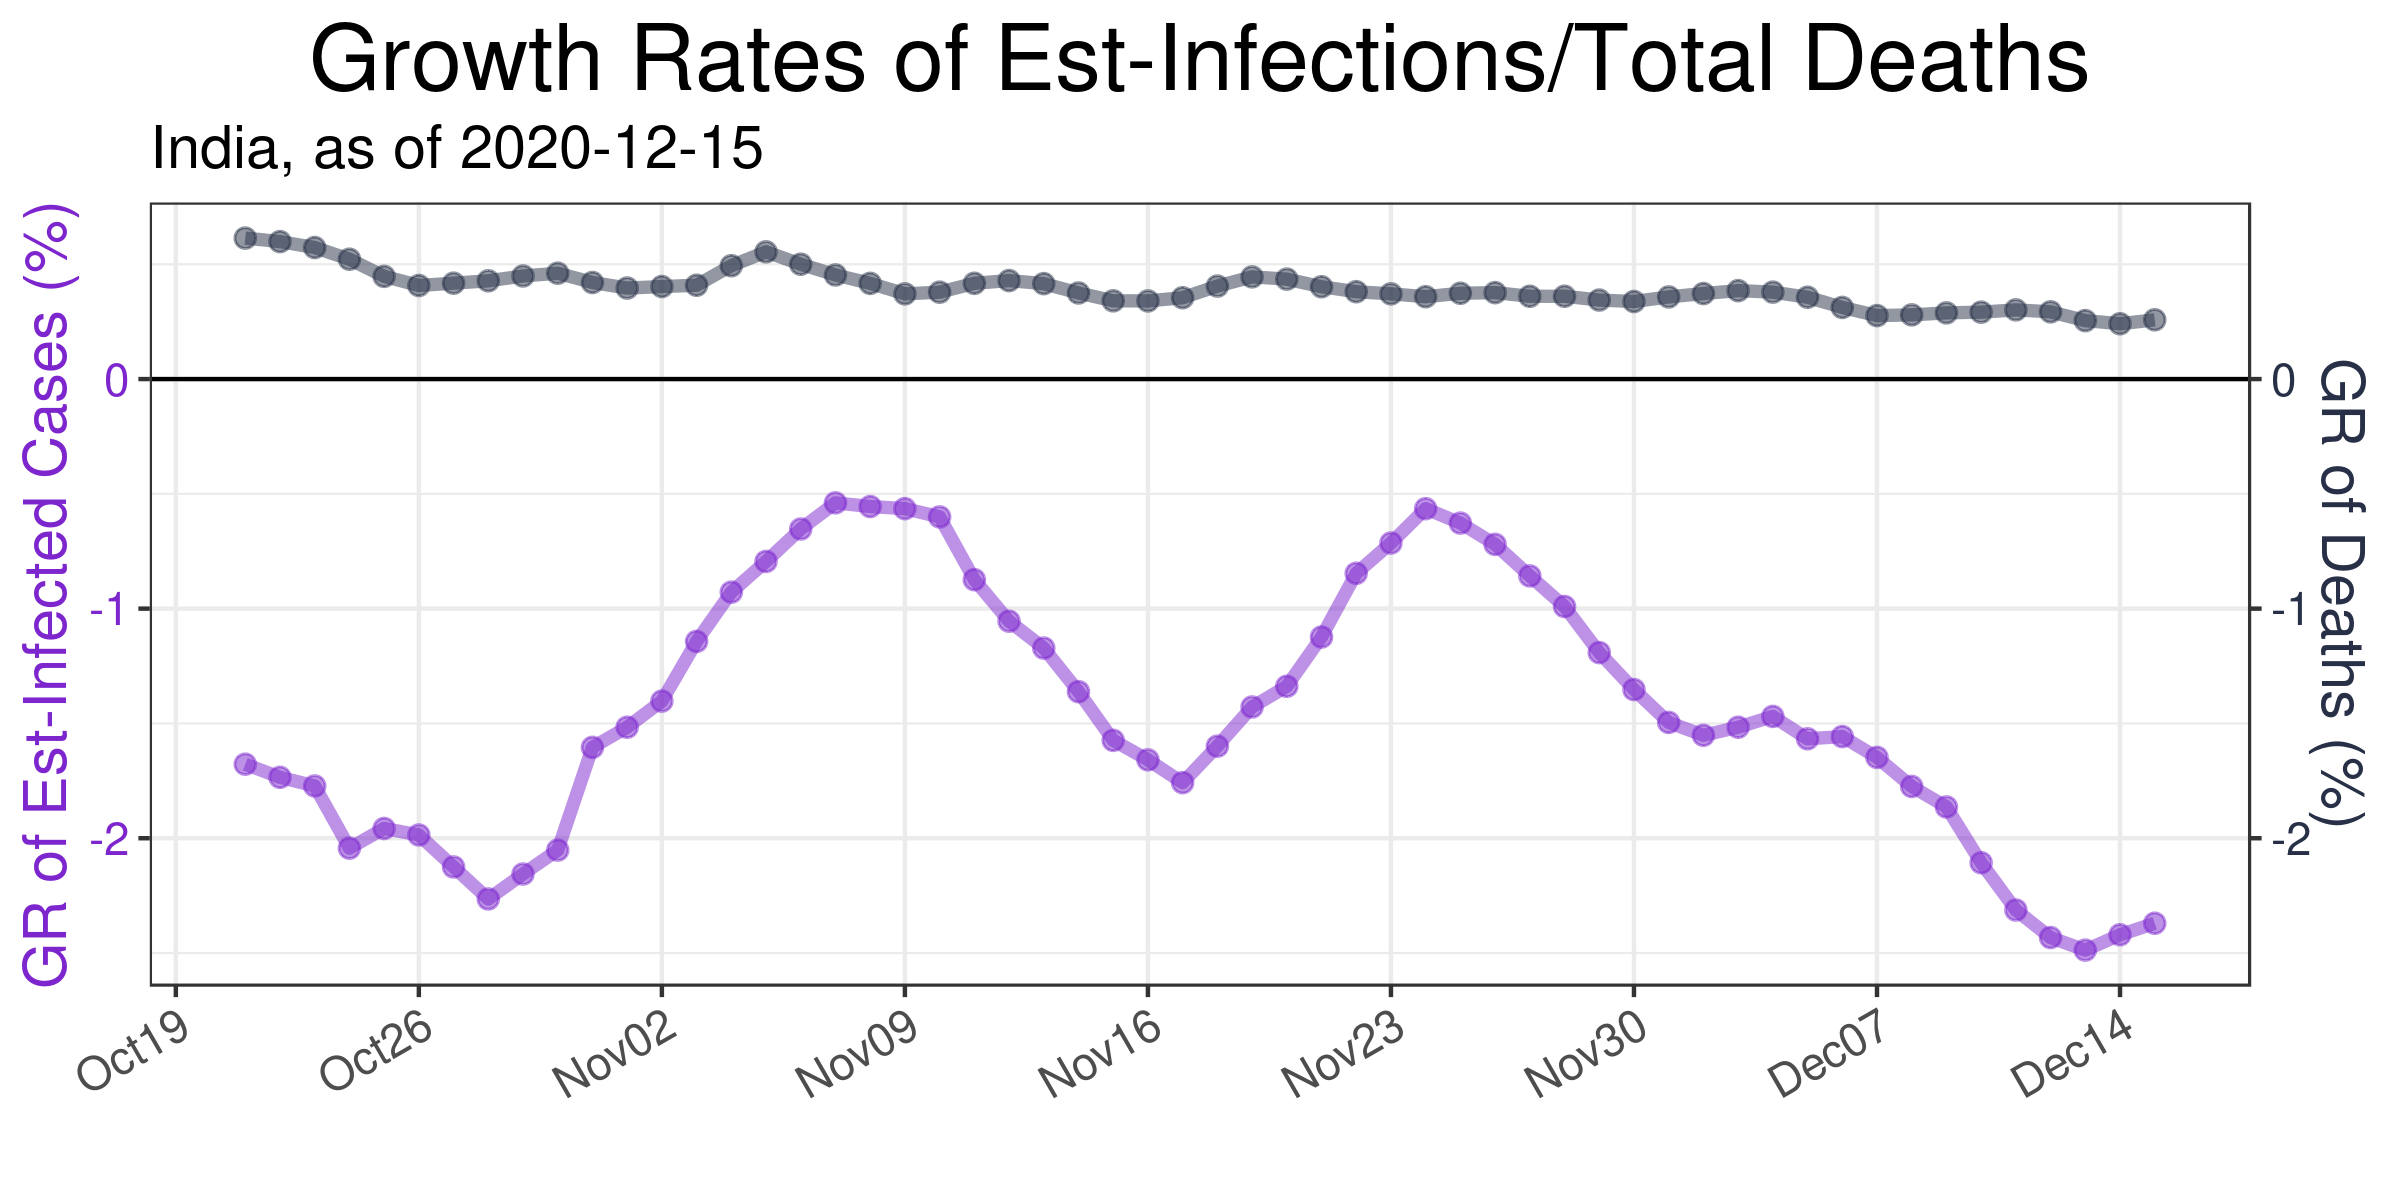 Growth Rates of Est-Infections/Total Deaths
India, as of 2020-12-15
GR of Est-Infected Cases (%)
0
-1
-2
0
-1
-2
GR of Deaths (%)
Oct19
Oct26
Nov02
Nov09
Nov16
Nov23
Nov30
Dec07
Dec14